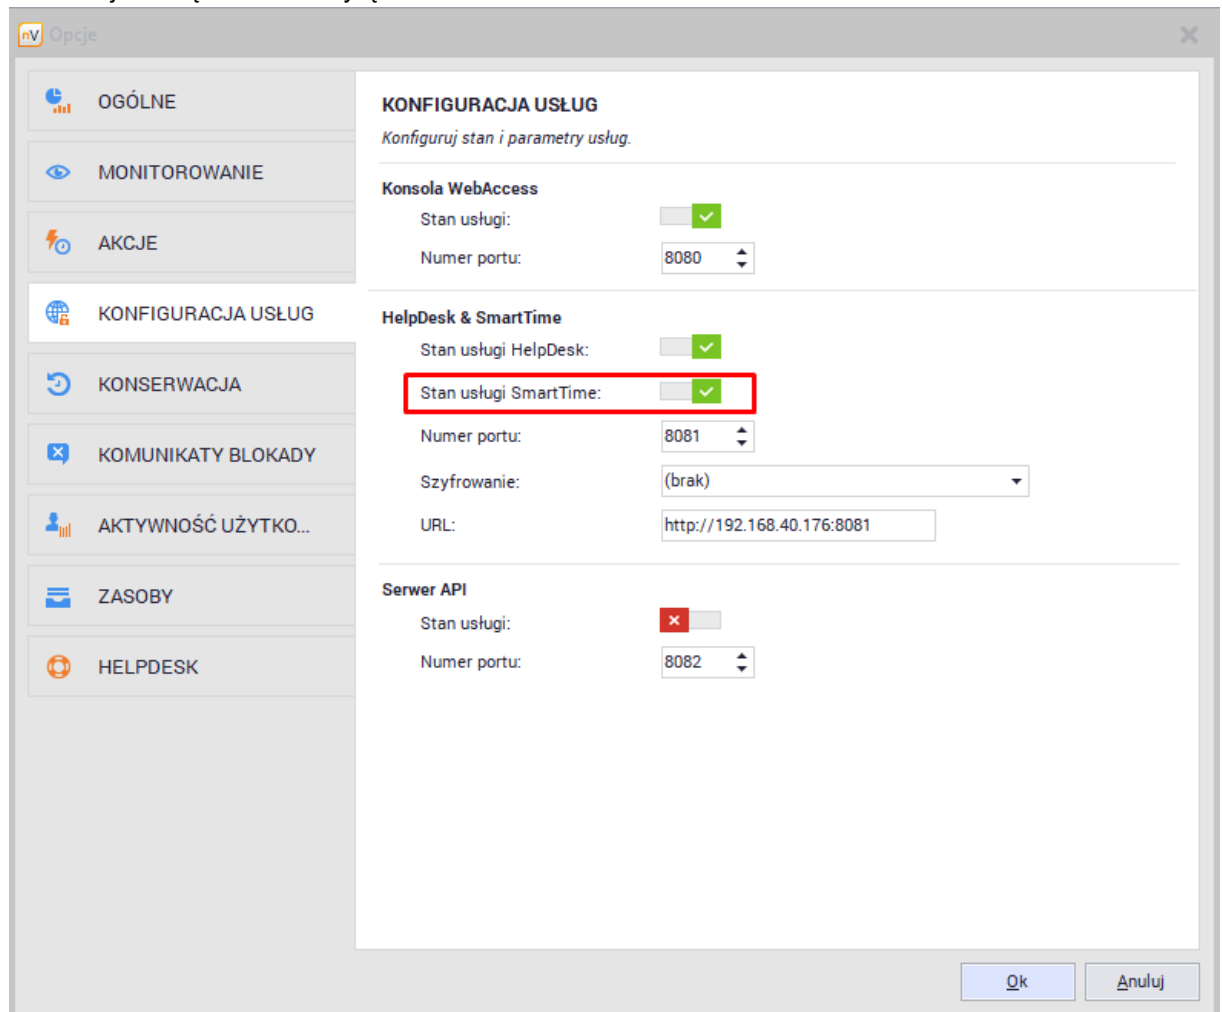 nV Opcje
OGÓLNE
MONITOROWANIE
AKCJE
KONFIGURACJA USŁUG
KONSERWACJA
KOMUNIKATY BLOKADY
AKTYWNOŚĆ UŻYTKO...
ZASOBY
HELPDESK
KONFIGURACJA USŁUG
Konfiguruj stan i parametry usług.
Konsola WebAccess
Stan usługi:
Numer portu: 8080
HelpDesk & SmartTime
Stan usługi HelpDesk:
Stan usługi SmartTime:
Numer portu: 8081
Szyfrowanie: (brak)
URL: http://192.168.40.176:8081
Serwer API
Stan usługi:
Numer portu: 8082
Ok Anuluj